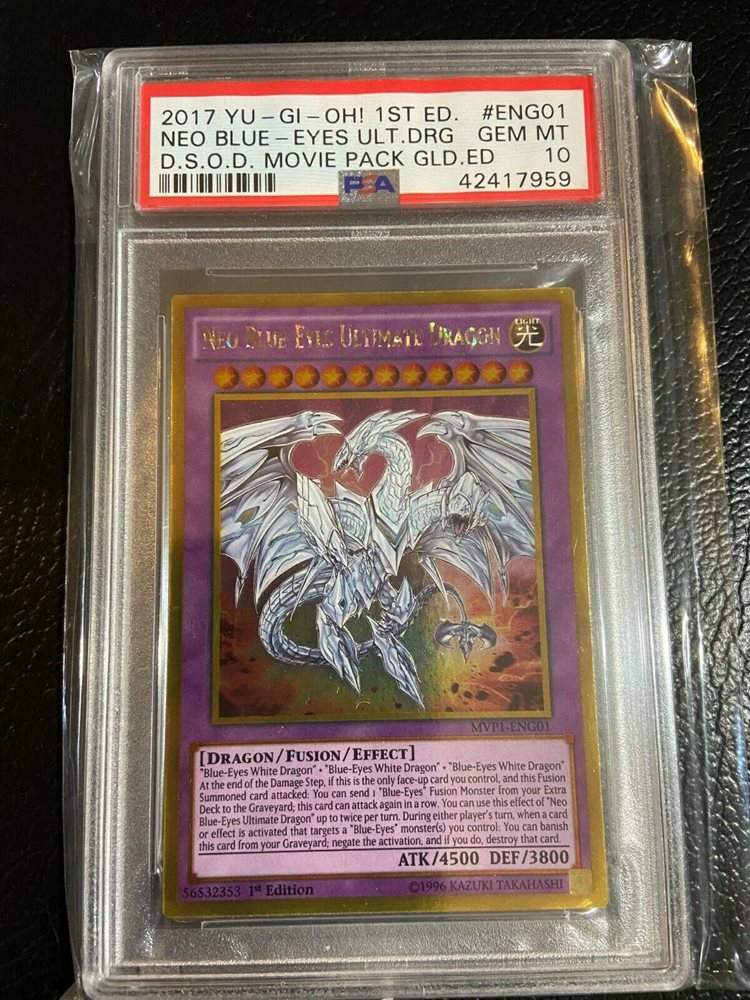 2017 YU-GI-OH! 1ST ED. #ENG01
NEO BLUE-EYES ULT.DRG GEM MT
D.S.O.D. MOVIE PACK GLD.ED 10
PSA 42417959
NEO BLUE-EYES ULTIMATE DRAGON
LIGHT
光
MVP1-ENG01
[DRAGON/FUSION/EFFECT]
"Blue-Eyes White Dragon" + "Blue-Eyes White Dragon" + "Blue-Eyes White Dragon"
At the end of the Damage Step, if this is the only face-up card you control, and this Fusion
Summoned card attacked: You can send 1 "Blue-Eyes" Fusion Monster from your Extra
Deck to the Graveyard; this card can attack again in a row. You can use this effect of "Neo
Blue-Eyes Ultimate Dragon" up to twice per turn. During either player's turn, when a card
or effect is activated that targets a "Blue-Eyes" monster(s) you control: You can banish
this card from your Graveyard; negate the activation, and if you do, destroy that card.
ATK/4500 DEF/3800
56532353 1st Edition ©1996 KAZUKI TAKAHASHI